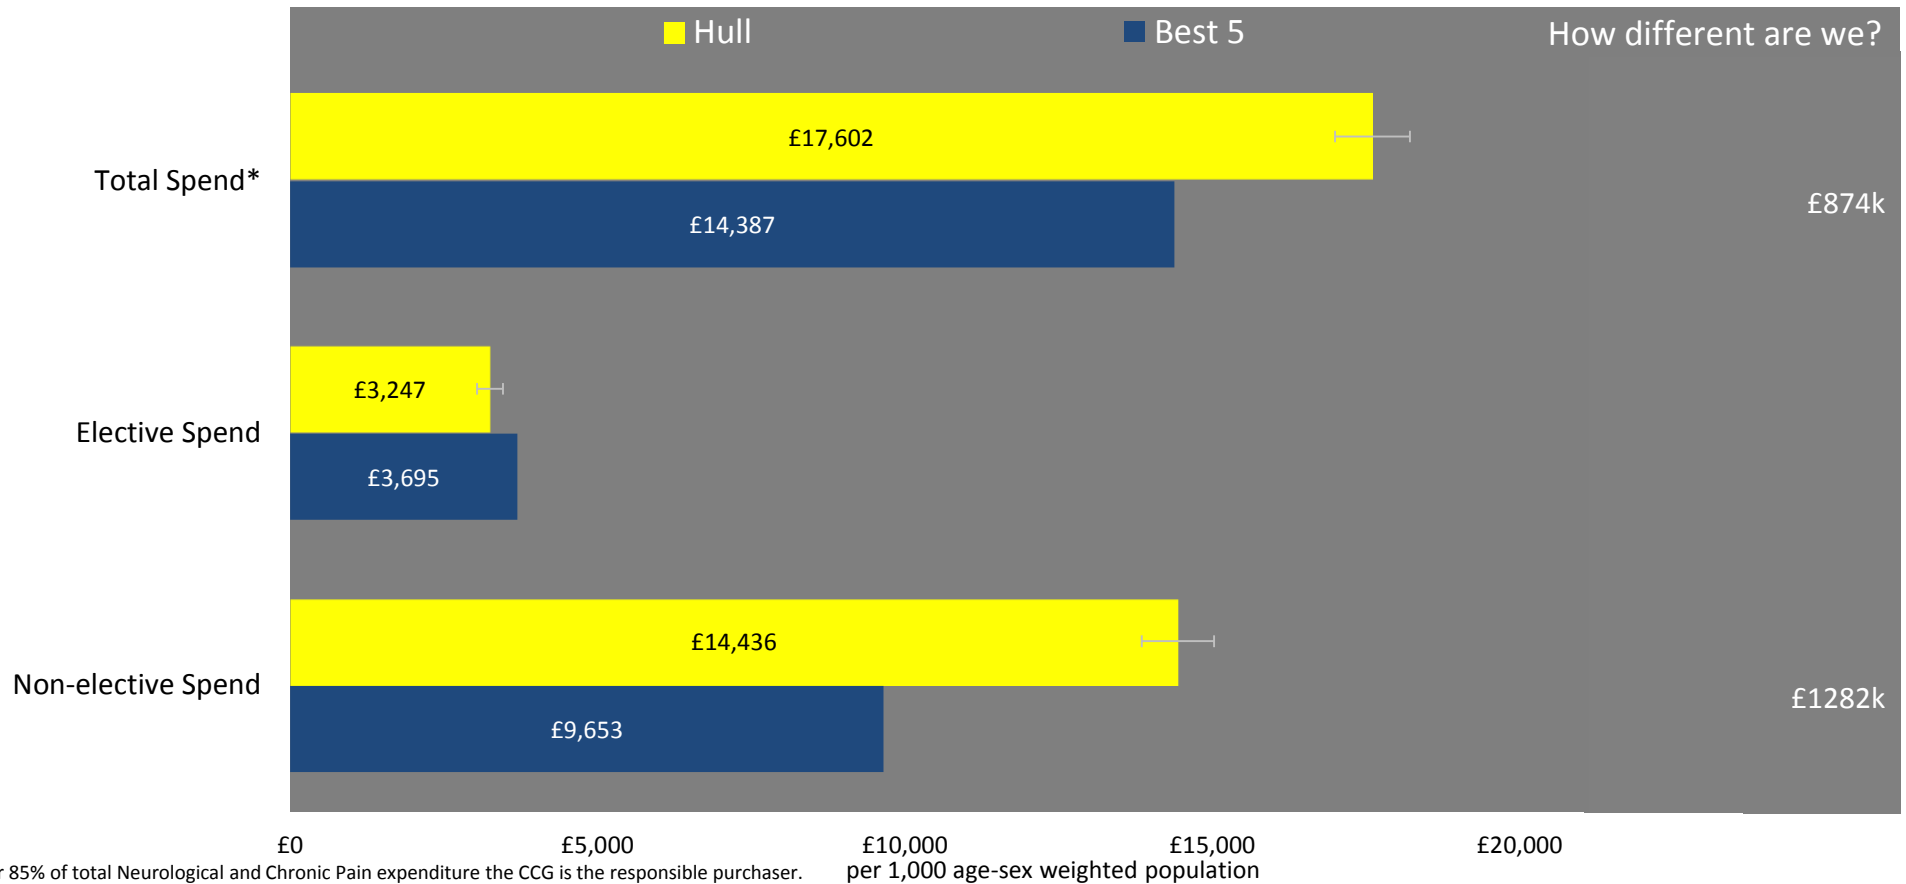 Hull Best 5 How different are we?
Total Spend*
£17,602
£14,387
£874k
Elective Spend
£3,247
£3,695
Non-elective Spend
£14,436
£9,653
£1282k
£0 £5,000 £10,000 £15,000 £20,000
85% of total Neurological and Chronic Pain expenditure the CCG is the responsible purchaser.
per 1,000 age-sex weighted population